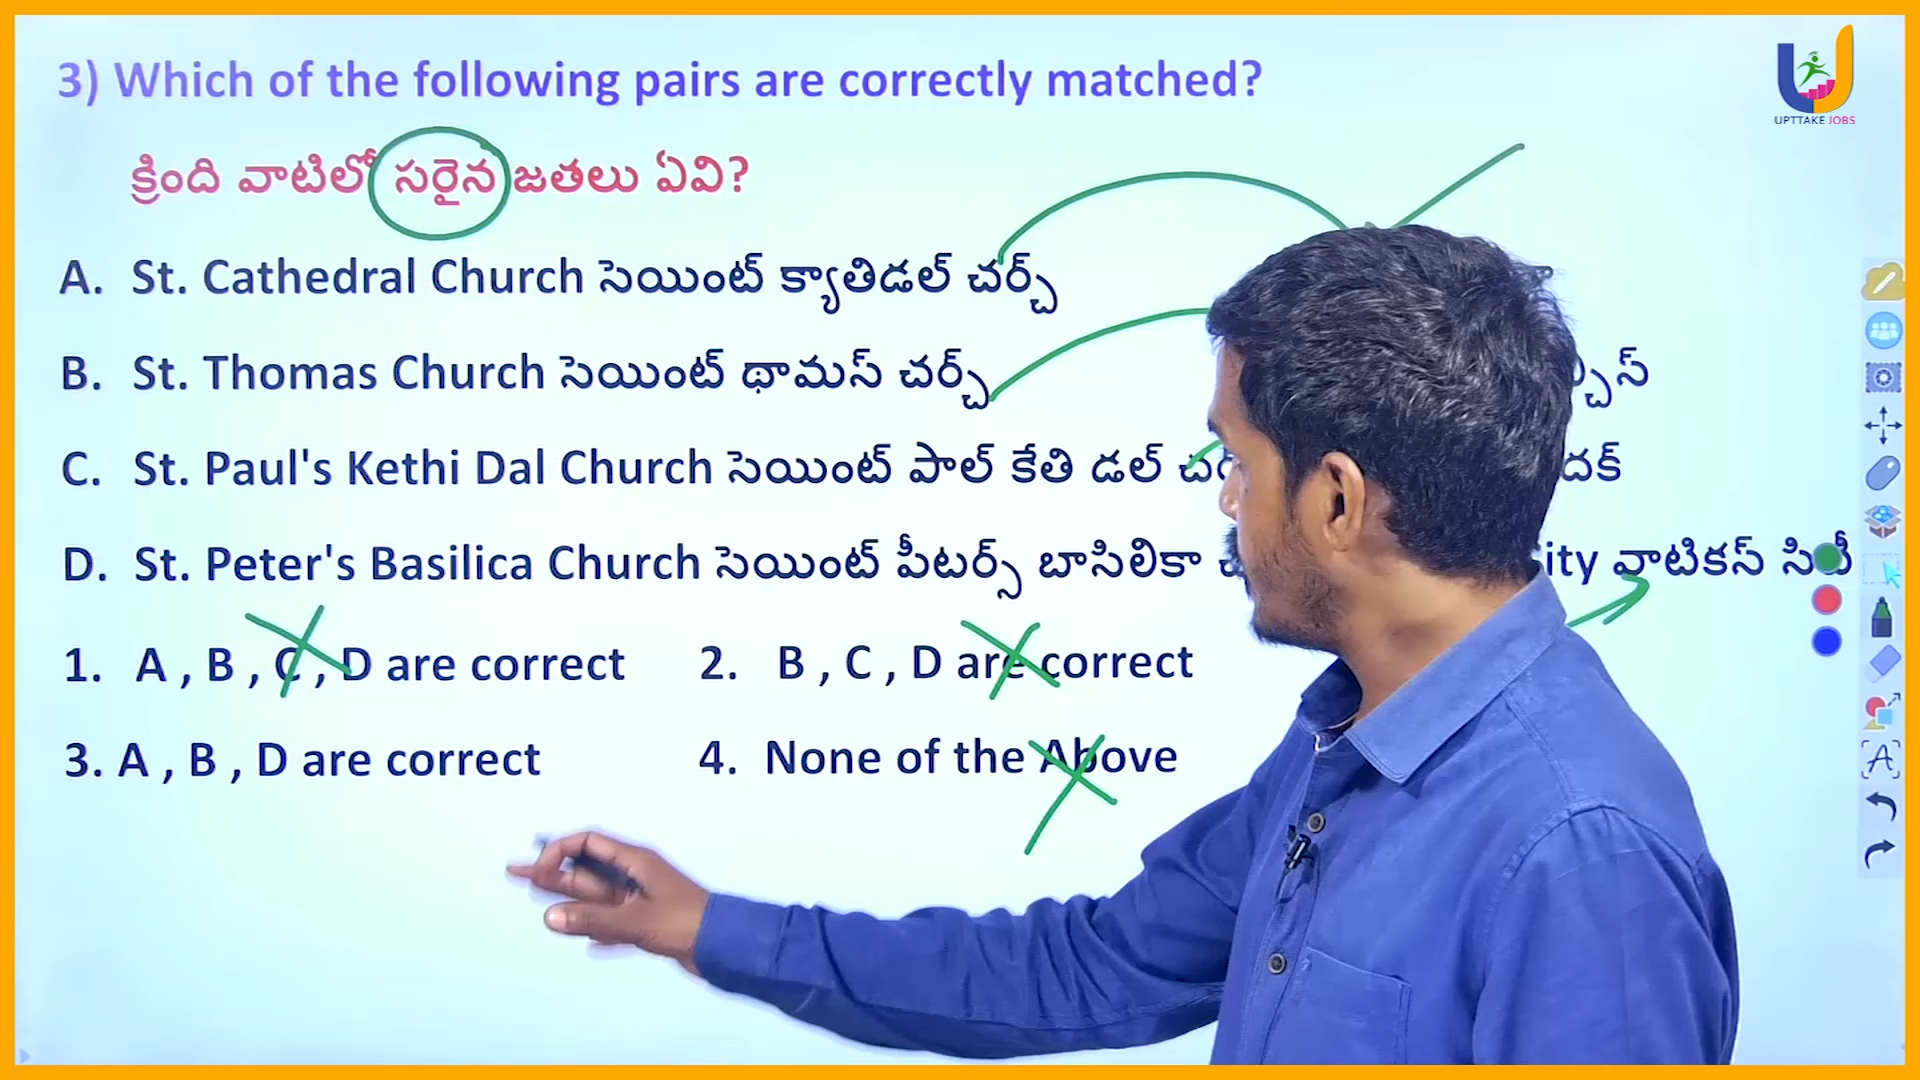 3) Which of the following pairs are correctly matched?
UPTTAKE JOBS
క్రింది వాటిలో సరైన జతలు ఏవి?
A. St. Cathedral Church సెయింట్ క్యాతిడల్ చర్చ్
B. St. Thomas Church సెయింట్ థామస్ చర్చ్
C. St. Paul's Kethi Dal Church సెయింట్ పాల్ కేతి డల్
D. St. Peter's Basilica Church సెయింట్ పీటర్స్ బాసిలికా వాటికన్ సిటీ
1. A , B , C , D are correct 2. B , C , D are correct
3. A , B , D are correct 4. None of the Above